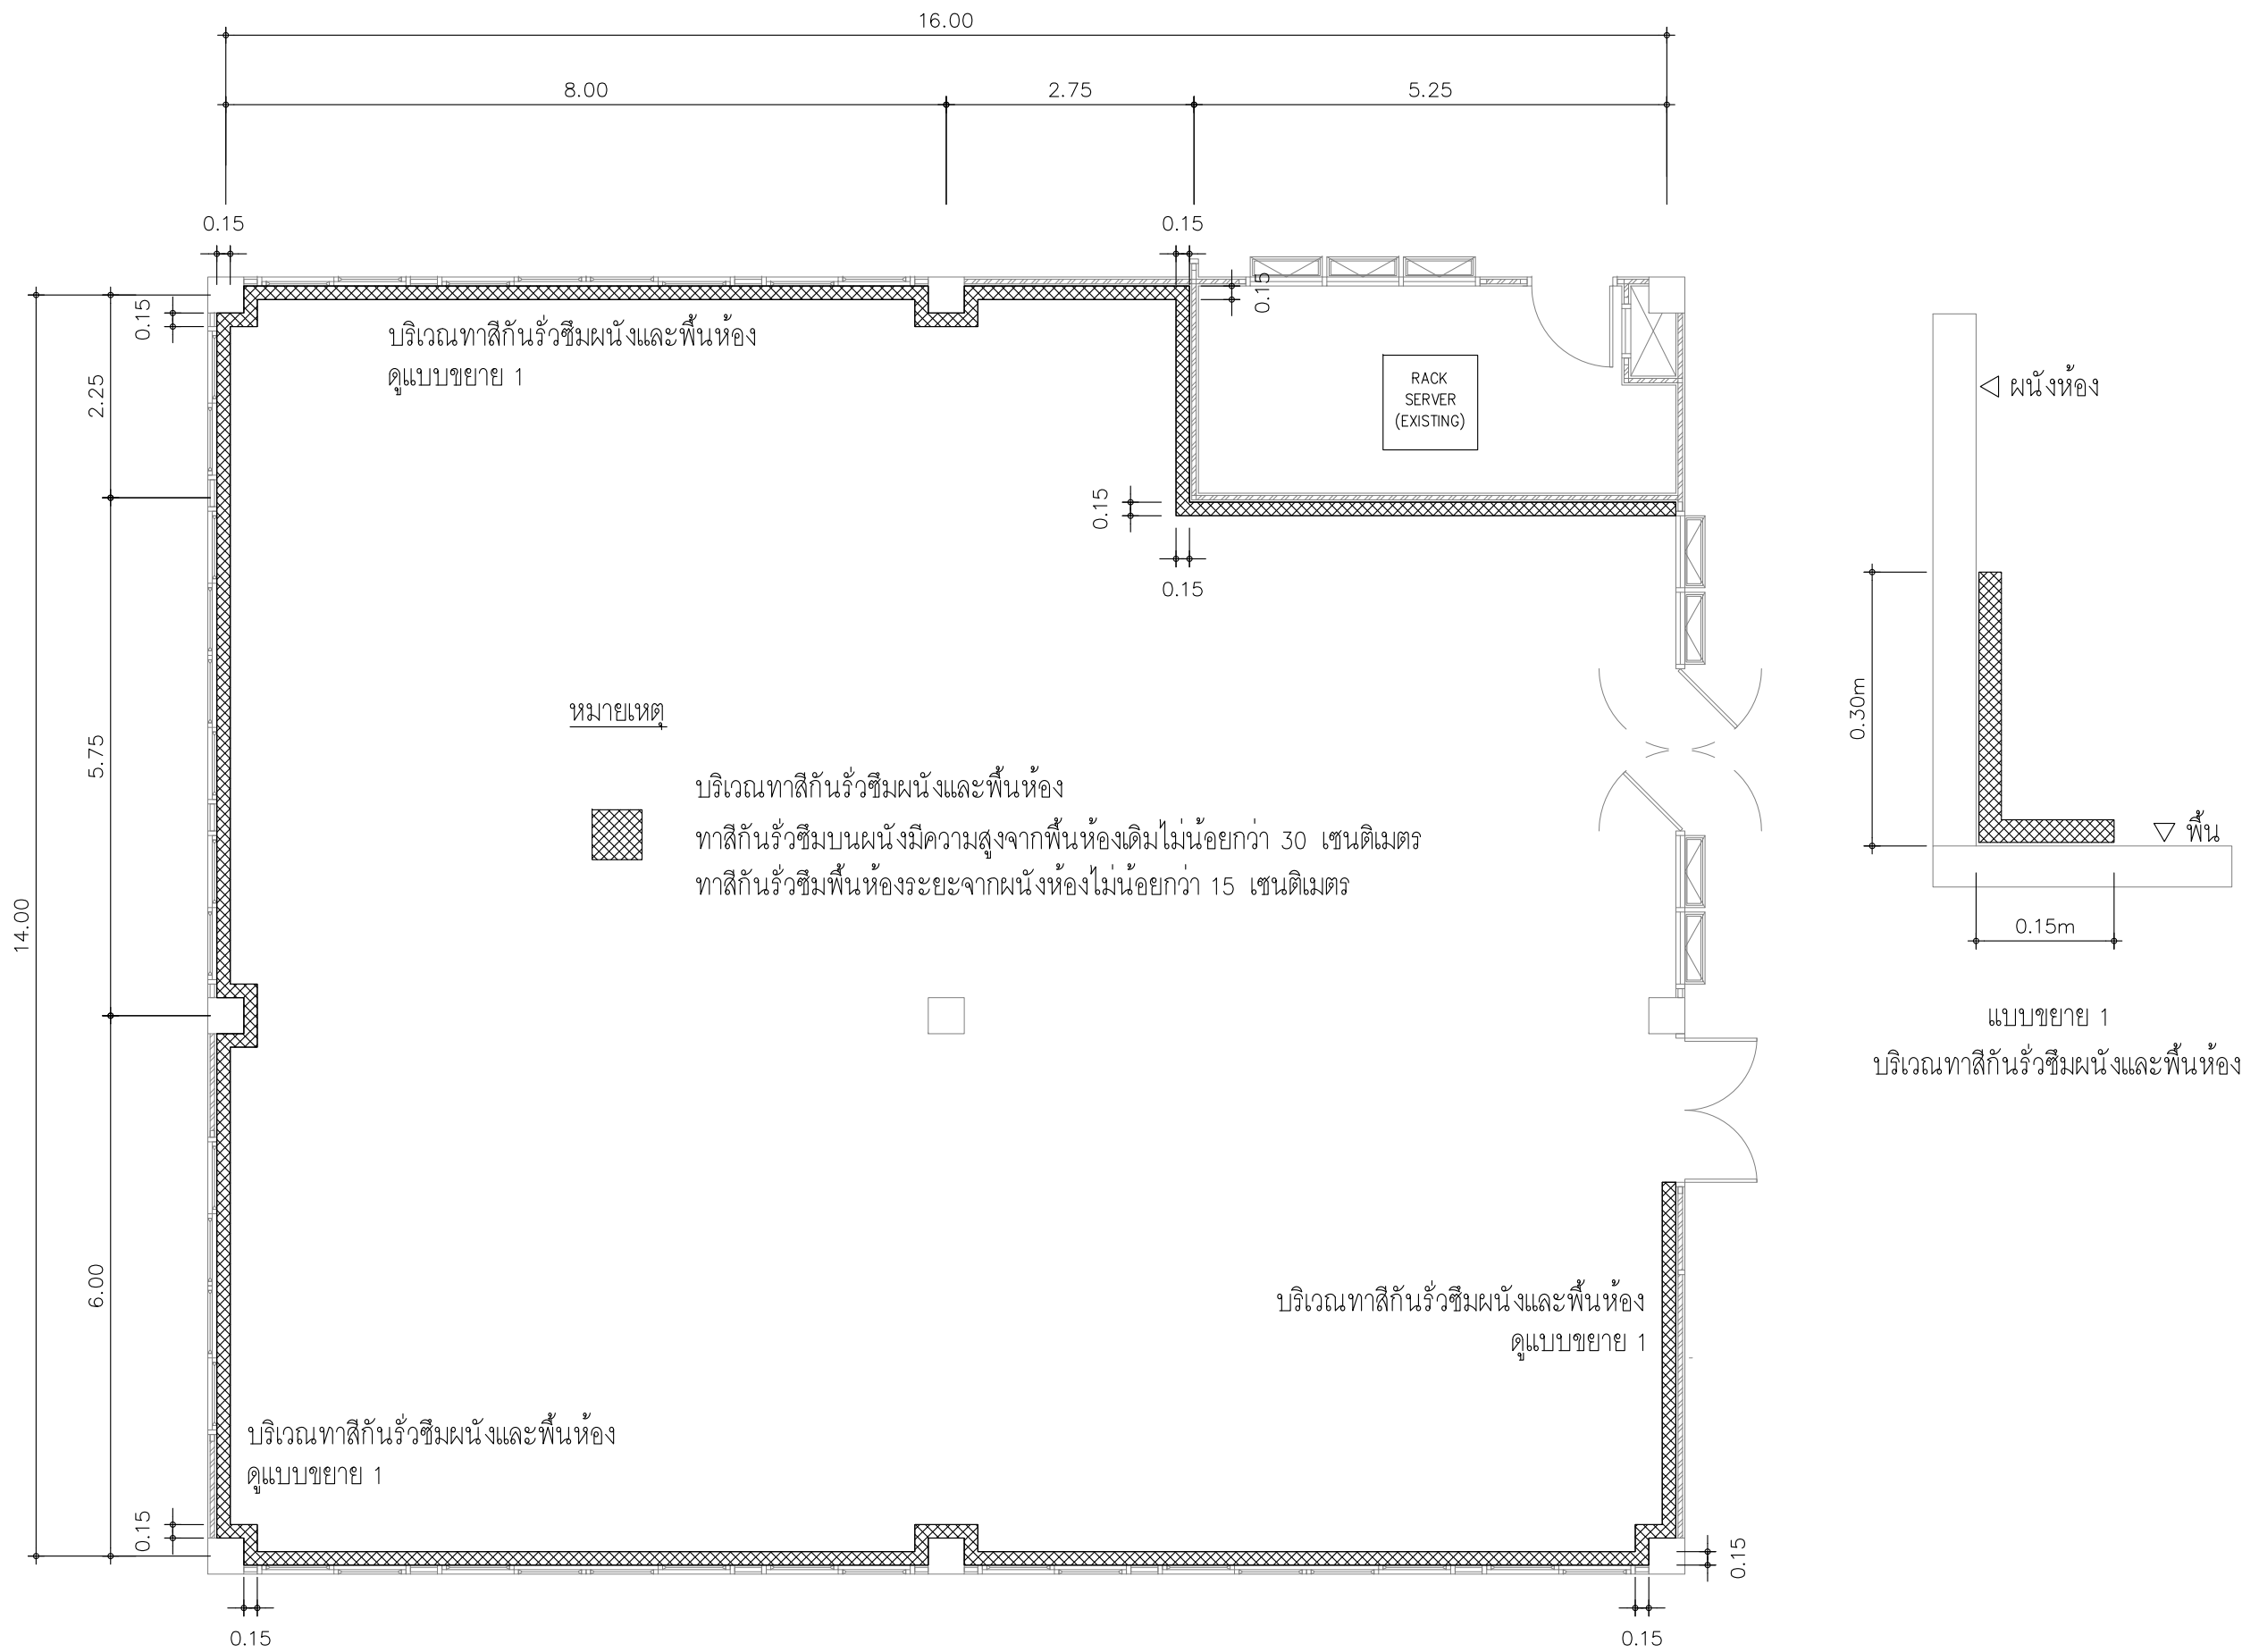 16.00
8.00
2.75
5.25
0.15
0.15
0.15
0.15
บริเวณทาสีกันรั่วซึมผนังและพื้นห้อง
ดูแบบขยาย 1
RACK
SERVER
(EXISTING)
ผนังห้อง
2.25
0.15
0.15
หมายเหตุ
บริเวณทาสีกันรั่วซึมผนังและพื้นห้อง
ทาสีกันรั่วซึมบนผนังมีความสูงจากพื้นห้องเดิมไม่น้อยกว่า 30 เซนติเมตร
ทาสีกันรั่วซึมพื้นห้องระยะจากผนังห้องไม่น้อยกว่า 15 เซนติเมตร
0.30m
5.75
พื้น
14.00
0.15m
แบบขยาย 1
บริเวณทาสีกันรั่วซึมผนังและพื้นห้อง
6.00
บริเวณทาสีกันรั่วซึมผนังและพื้นห้อง
ดูแบบขยาย 1
บริเวณทาสีกันรั่วซึมผนังและพื้นห้อง
ดูแบบขยาย 1
0.15
0.15
0.15
0.15